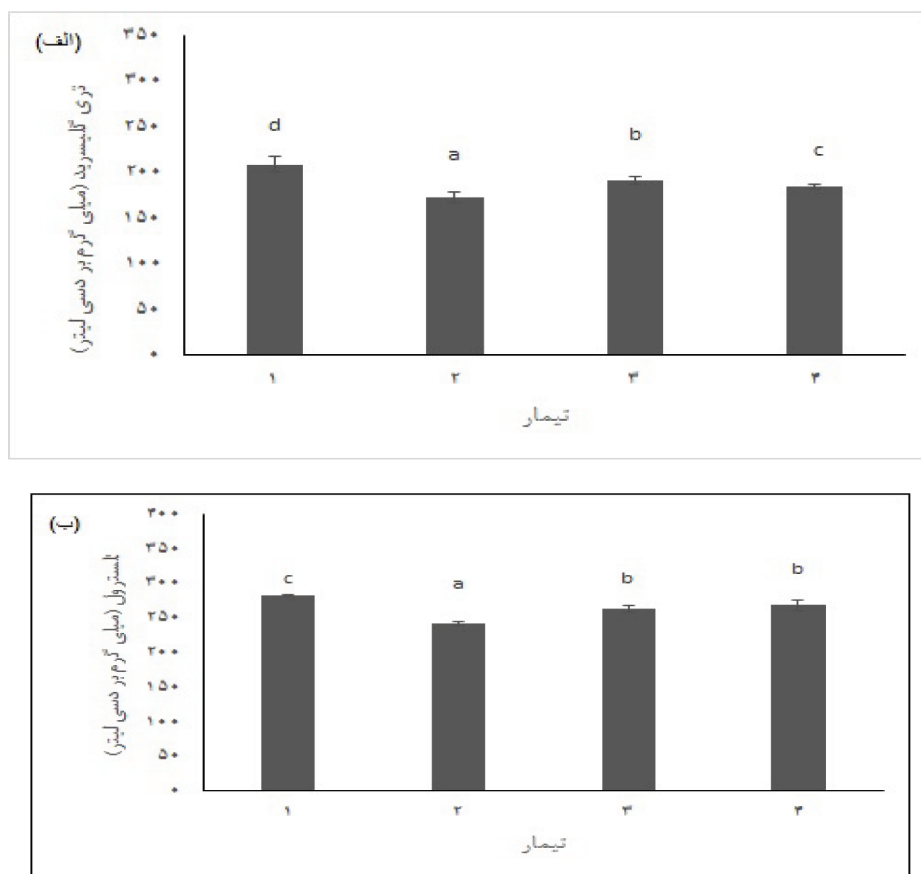 (الف)
تری گلیسرید (میلی گرم بر دسی لیتر)
۳۵۰
۳۰۰
۲۵۰
۲۰۰
۱۵۰
۱۰۰
۵۰
۰
d
a
b
c
۱
۲
۳
۴
تیمار
(ب)
کلسترول (میلی گرم بر دسی لیتر)
۴۰۰
۳۵۰
۳۰۰
۲۵۰
۲۰۰
۱۵۰
۱۰۰
۵۰
۰
c
a
b
b
۱
۲
۳
۴
تیمار